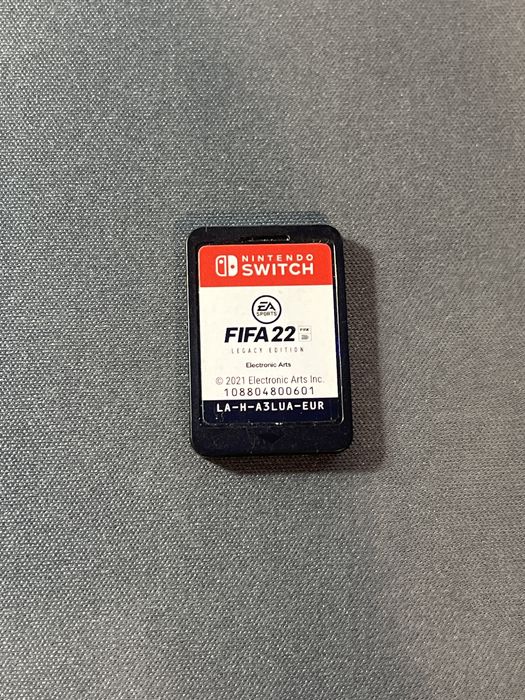 NINTENDO
SWITCH
EA
SPORTS
FIFA 22
LEGACY EDITION
Electronic Arts
© 2021 Electronic Arts Inc.
108804800601
LA-H-A3LUA-EUR